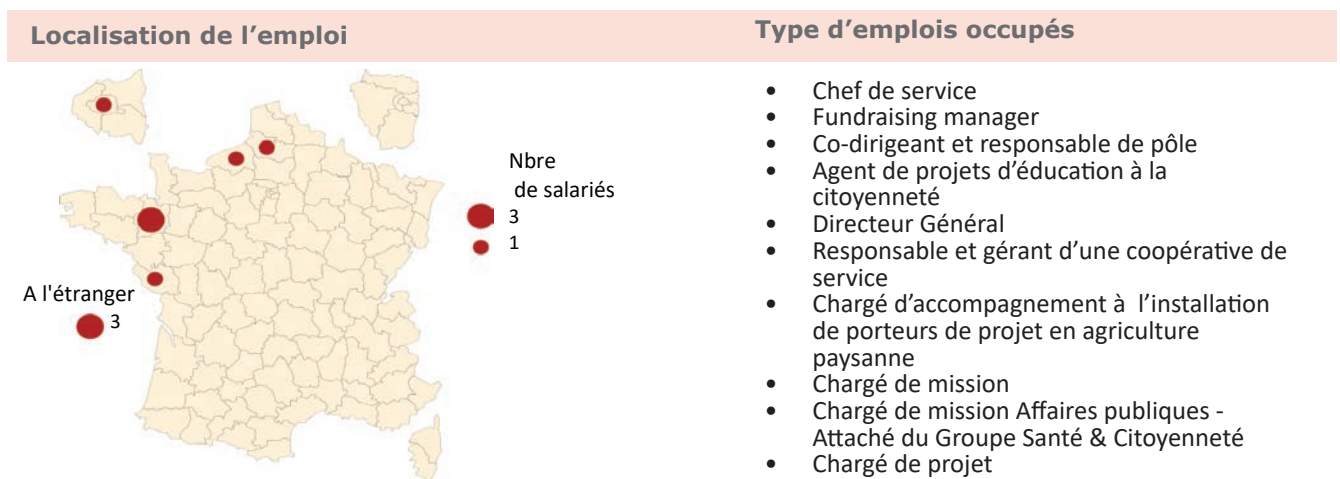 Localisation de l’emploi
Type d’emplois occupés
Nbre
de salariés
3
1
A l'étranger
3
• Chef de service
• Fundraising manager
• Co-dirigeant et responsable de pôle
• Agent de projets d’éducation à la
citoyenneté
• Directeur Général
• Responsable et gérant d’une coopérative de
service
• Chargé d’accompagnement à l’installation
de porteurs de projet en agriculture
paysanne
• Chargé de mission
• Chargé de mission Affaires publiques -
Attaché du Groupe Santé & Citoyenneté
• Chargé de projet